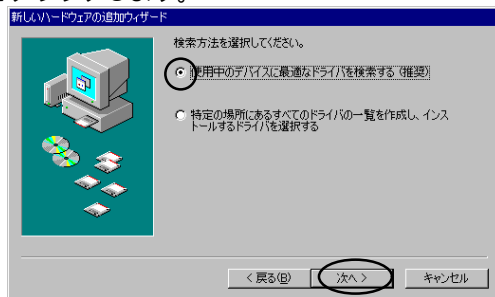 新しいハードウェアの追加ウィザード
検索方法を選択してください。
使用中のデバイスに最適なドライバを検索する (推奨)
特定の場所にあるすべてのドライバの一覧を作成し、インス
トールするドライバを選択する
< 戻る(B)
次へ >
キャンセル